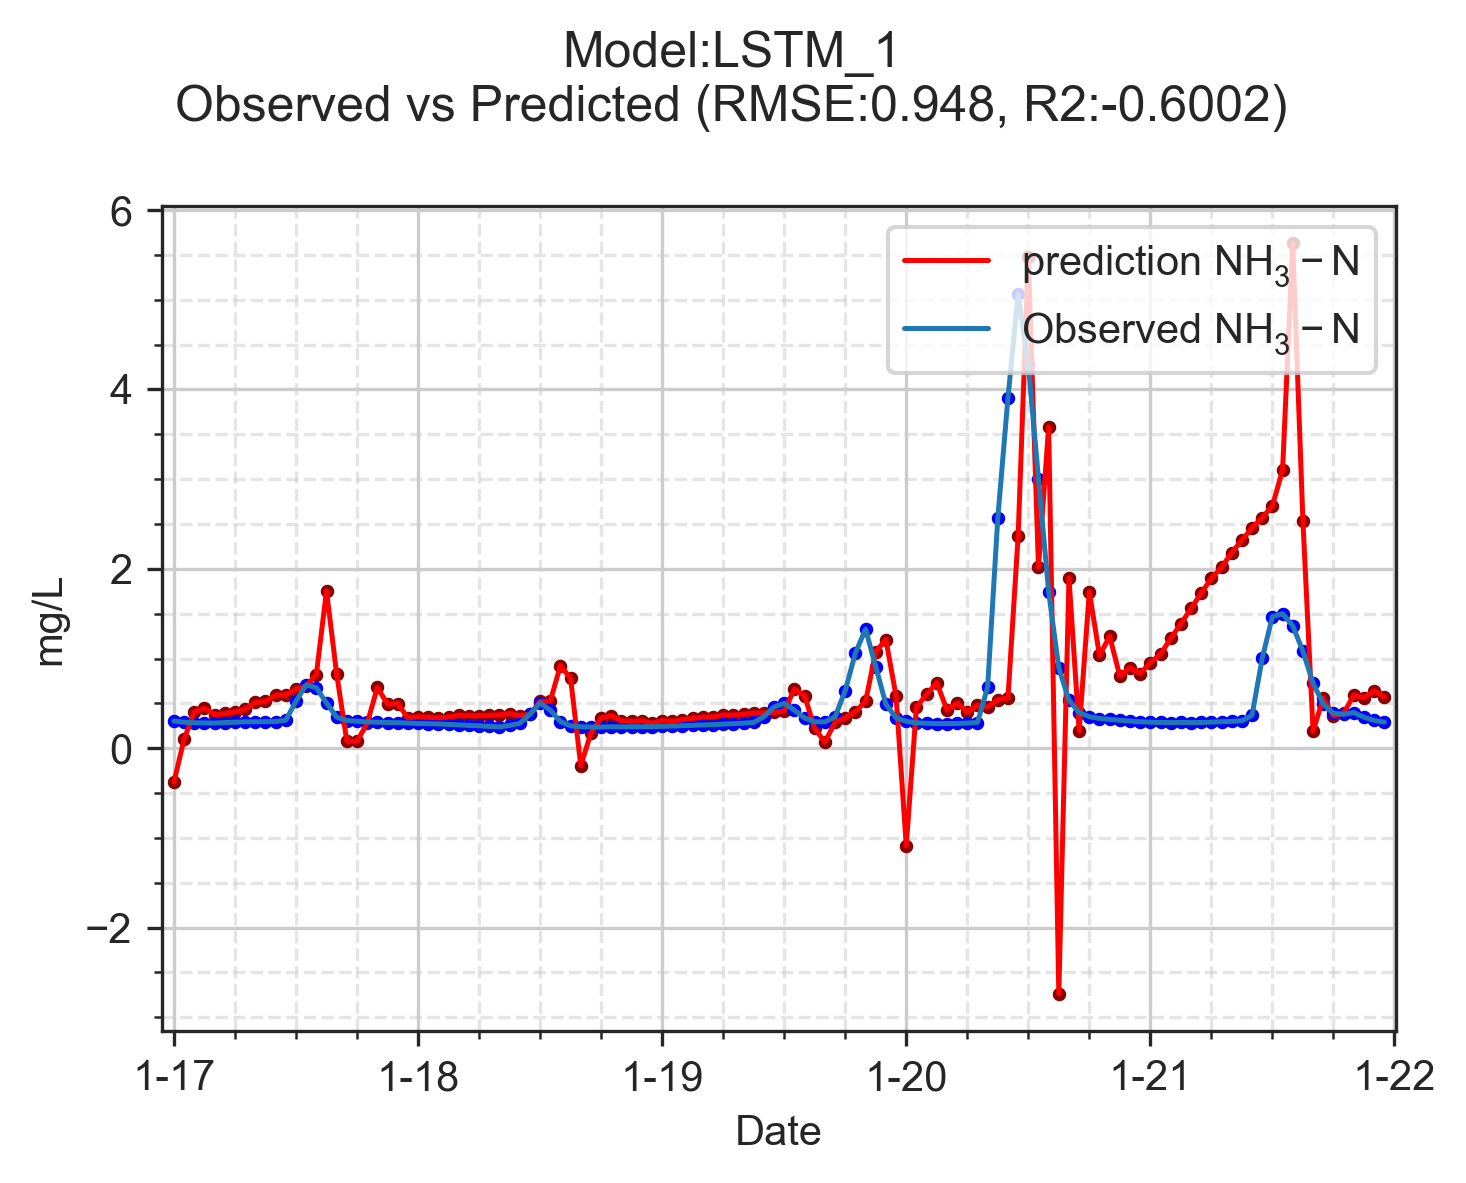 Model:LSTM_1
Observed vs Predicted (RMSE:0.948, R2:-0.6002)
prediction NH₃ − N
Observed NH₃ − N
6
4
2
0
−2
mg/L
1-17 1-18 1-19 1-20 1-21 1-22
Date